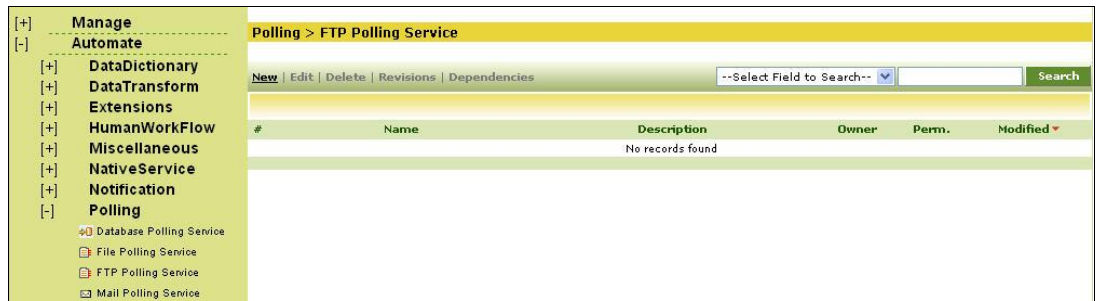 [+] Manage
[-] Automate
[+] DataDictionary
[+] DataTransform
[+] Extensions
[+] HumanWorkFlow
[+] Miscellaneous
[+] NativeService
[+] Notification
[-] Polling
Database Polling Service
File Polling Service
FTP Polling Service
Mail Polling Service
Polling > FTP Polling Service
New | Edit | Delete | Revisions | Dependencies --Select Field to Search-- Search
# Name Description Owner Perm. Modified
No records found